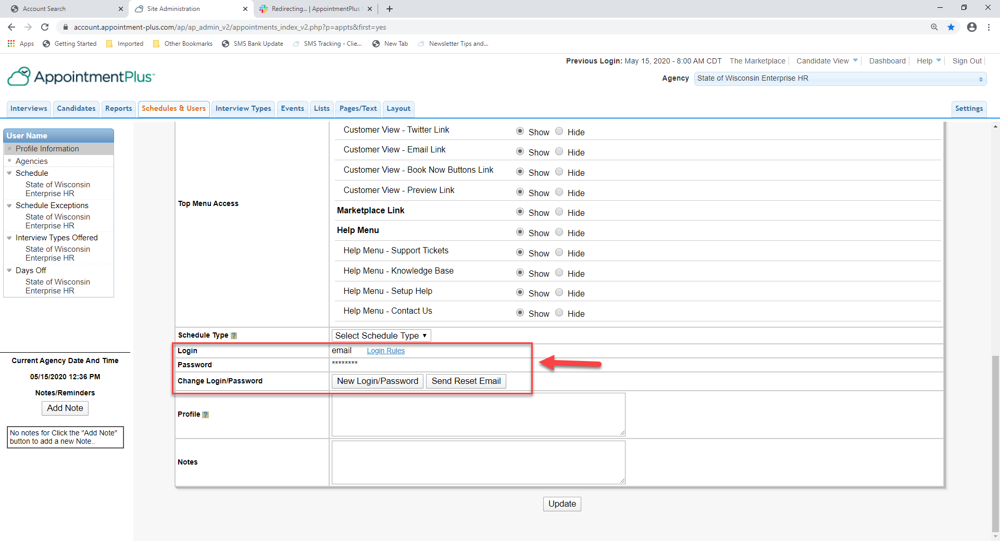 Account Search
Site Administration
Redirecting... | AppointmentPlus
account.appointment-plus.com/ap/ap_admin_v2/appointments_index_v2.php?p=appts&first=yes
Apps
Getting Started
Imported
Other Bookmarks
SMS Bank Update
SMS Tracking - Clie...
New Tab
Newsletter Tips and...
Previous Login: May 15, 2020 - 8:00 AM CDT
The Marketplace
Candidate View
Dashboard
Help
Sign Out
AppointmentPlus™
Agency
State of Wisconsin Enterprise HR
Interviews
Candidates
Reports
Schedules & Users
Interview Types
Events
Lists
Pages/Text
Layout
Settings
User Name
Profile Information
Agencies
Schedule
State of Wisconsin
Enterprise HR
Schedule Exceptions
State of Wisconsin
Enterprise HR
Interview Types Offered
State of Wisconsin
Enterprise HR
Days Off
State of Wisconsin
Enterprise HR
Current Agency Date And Time
05/15/2020 12:36 PM
Notes/Reminders
Add Note
No notes for Click the "Add Note"
button to add a new Note..
Top Menu Access
Customer View - Twitter Link Show Hide
Customer View - Email Link Show Hide
Customer View - Book Now Buttons Link Show Hide
Customer View - Preview Link Show Hide
Marketplace Link Show Hide
Help Menu Show Hide
Help Menu - Support Tickets Show Hide
Help Menu - Knowledge Base Show Hide
Help Menu - Setup Help Show Hide
Help Menu - Contact Us Show Hide
Schedule Type ? Select Schedule Type
Login email Login Rules
Password ********
Change Login/Password New Login/Password Send Reset Email
Profile ?
Notes
Update